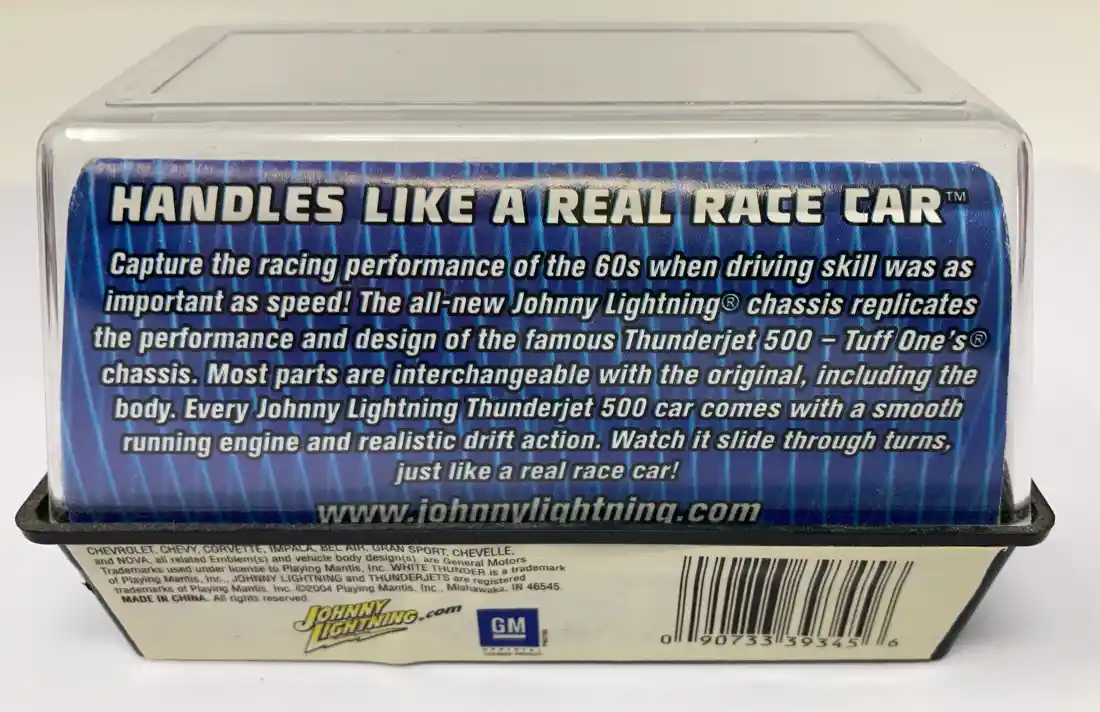 HANDLES LIKE A REAL RACE CAR™
Capture the racing performance of the 60s when driving skill was as
important as speed! The all-new Johnny Lightning® chassis replicates
the performance and design of the famous Thunderjet 500 – Tuff One's®
chassis. Most parts are interchangeable with the original, including the
body. Every Johnny Lightning Thunderjet 500 car comes with a smooth
running engine and realistic drift action. Watch it slide through turns,
just like a real race car!
www.johnnylightning.com
CHEVROLET, CHEVY, CORVETTE, IMPALA, BEL AIR, GRAN SPORT, CHEVELLE,
and NOVA, all related Emblem(s) and vehicle body design(s) are General Motors
Trademarks used under license to Playing Mantis, Inc. WHITE THUNDER is a trademark
of Playing Mantis, Inc., JOHNNY LIGHTNING and THUNDERJETS are registered
trademarks of Playing Mantis, Inc. ©2004 Playing Mantis, Inc., Mishawaka, IN 46545.
MADE IN CHINA. All rights reserved.
JOHNNY
LIGHTNING.com
GM
0 90733 39345 6